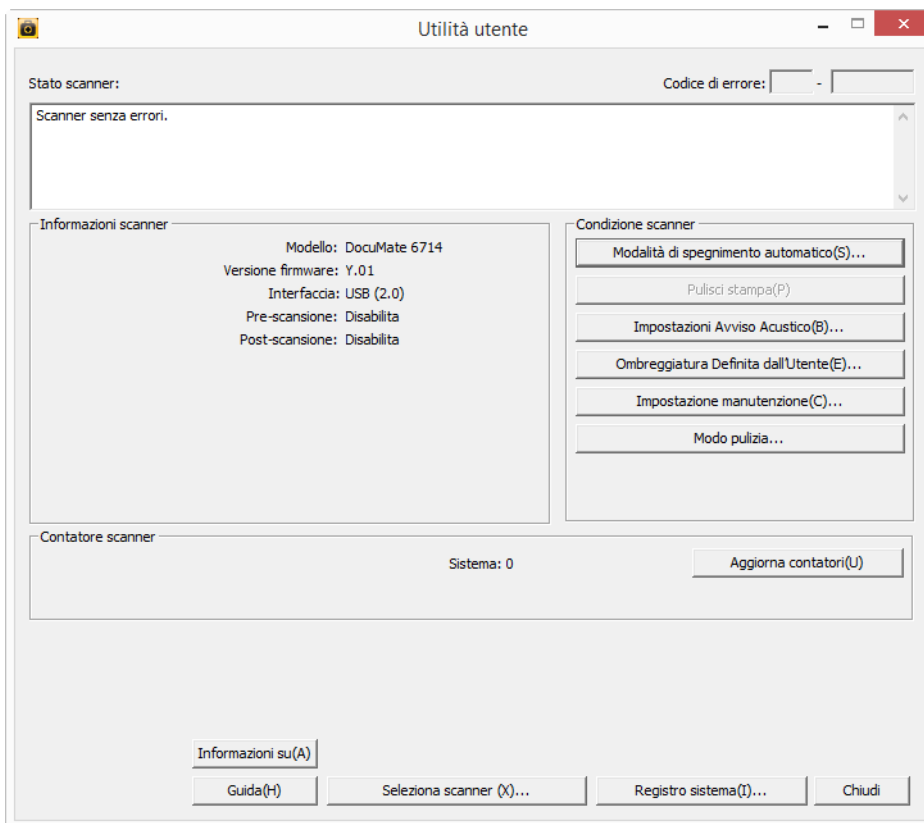 Utilità utente
Stato scanner:
Codice di errore: -
Scanner senza errori.
Informazioni scanner
Modello: DocuMate 6714
Versione firmware: Y.01
Interfaccia: USB (2.0)
Pre-scansione: Disabilita
Post-scansione: Disabilita
Condizione scanner
Modalità di spegnimento automatico(S)...
Pulisci stampa(P)
Impostazioni Avviso Acustico(B)...
Ombreggiatura Definita dall'Utente(E)...
Impostazione manutenzione(C)...
Modo pulizia...
Contatore scanner
Sistema: 0
Aggiorna contatori(U)
Informazioni su(A)
Guida(H)
Seleziona scanner (X)...
Registro sistema(I)...
Chiudi